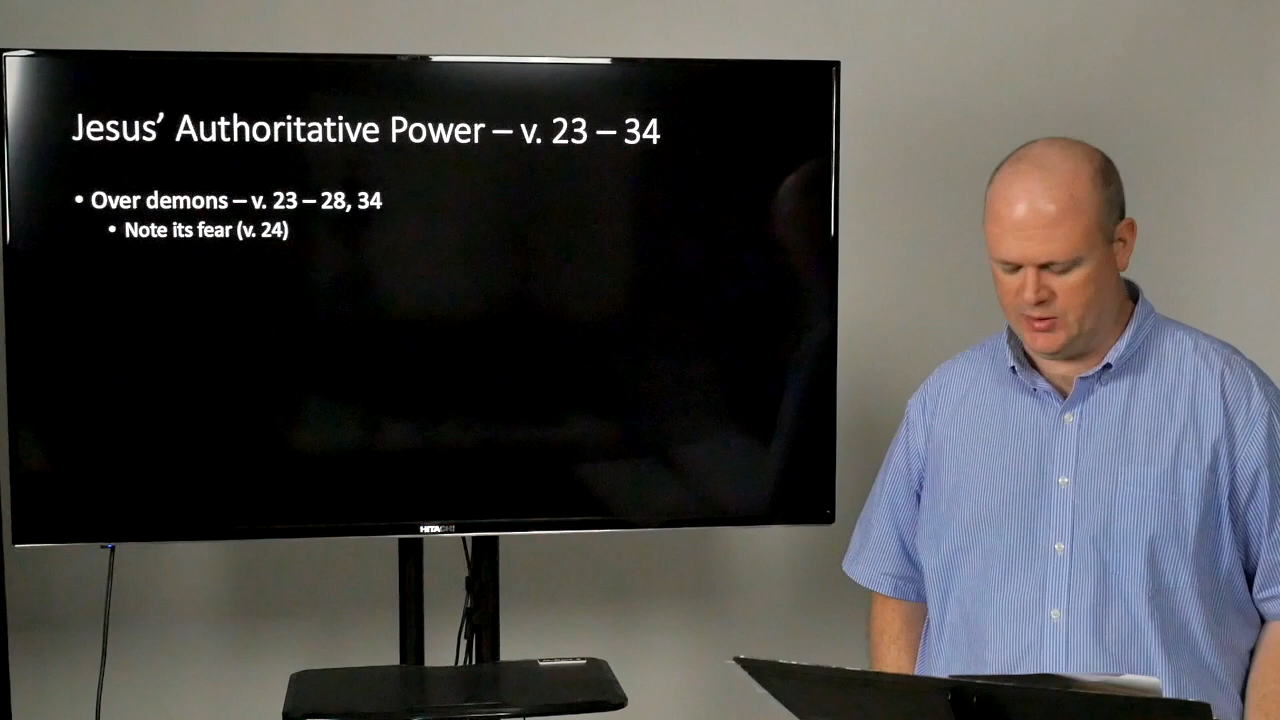 Jesus’ Authoritative Power – v. 23 – 34
• Over demons – v. 23 – 28, 34
• Note its fear (v. 24)
HITACHI